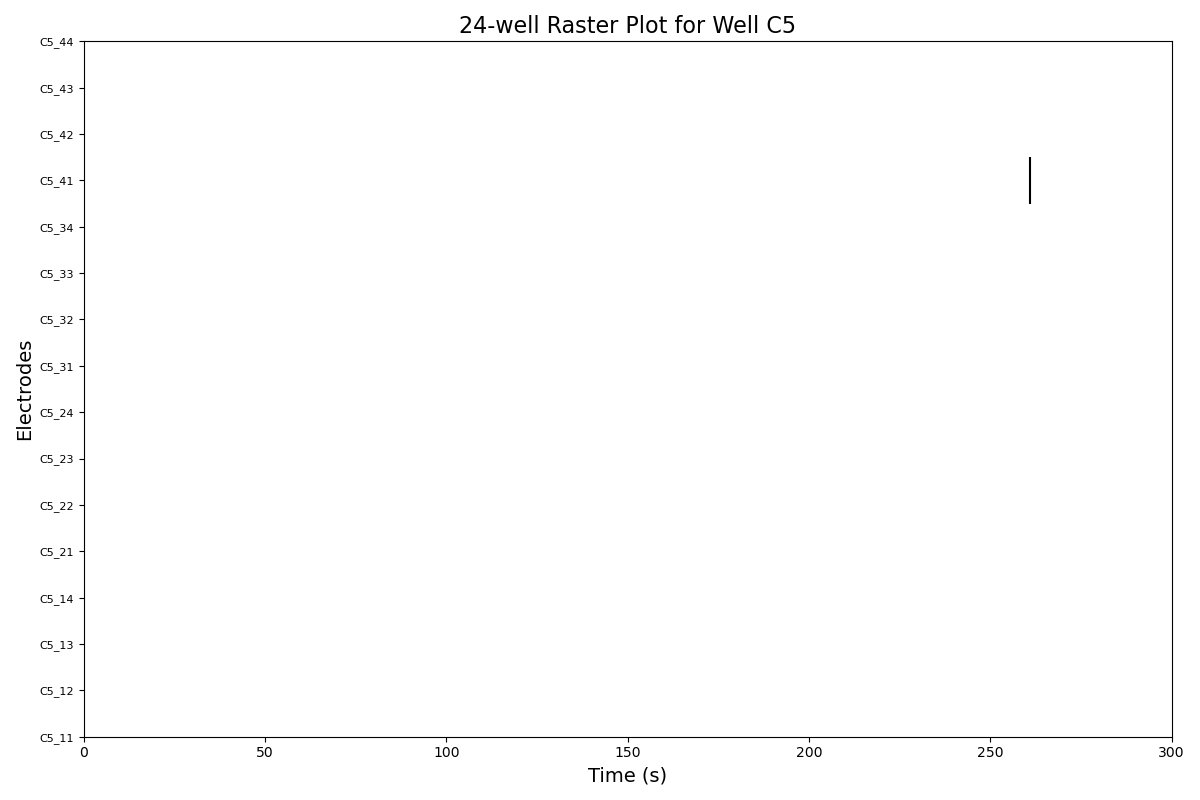 24-well Raster Plot for Well C5
C5_44
C5_43
C5_42
C5_41
C5_34
C5_33
C5_32
C5_31
C5_24
C5_23
C5_22
C5_21
C5_14
C5_13
C5_12
C5_11
Electrodes
0 50 100 150 200 250 300
Time (s)